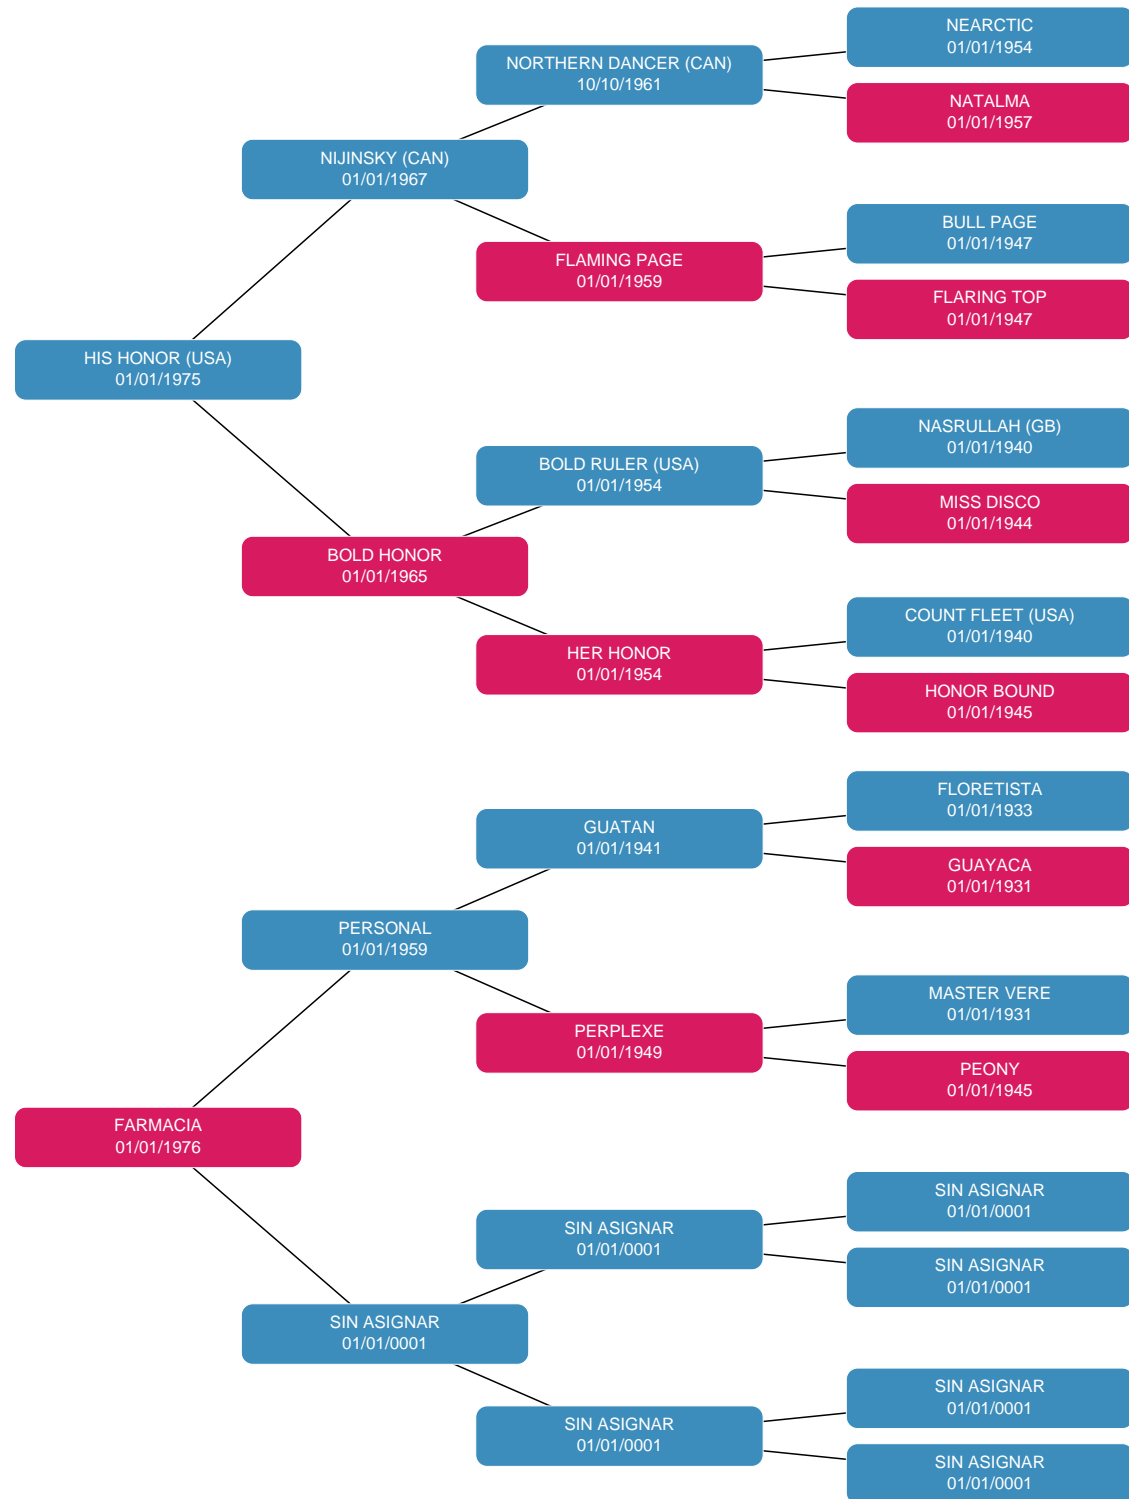 NEARCTIC
01/01/1954
NORTHERN DANCER (CAN)
10/10/1961
NATALMA
01/01/1957
NIJINSKY (CAN)
01/01/1967
BULL PAGE
01/01/1947
FLAMING PAGE
01/01/1959
FLARING TOP
01/01/1947
HIS HONOR (USA)
01/01/1975
NASRULLAH (GB)
01/01/1940
BOLD RULER (USA)
01/01/1954
MISS DISCO
01/01/1944
BOLD HONOR
01/01/1965
COUNT FLEET (USA)
01/01/1940
HER HONOR
01/01/1954
HONOR BOUND
01/01/1945
FLORETISTA
01/01/1933
GUATAN
01/01/1941
GUAYACA
01/01/1931
PERSONAL
01/01/1959
MASTER VERE
01/01/1931
PERPLEXE
01/01/1949
PEONY
01/01/1945
FARMACIA
01/01/1976
SIN ASIGNAR
01/01/0001
SIN ASIGNAR
01/01/0001
SIN ASIGNAR
01/01/0001
SIN ASIGNAR
01/01/0001
SIN ASIGNAR
01/01/0001
SIN ASIGNAR
01/01/0001
SIN ASIGNAR
01/01/0001